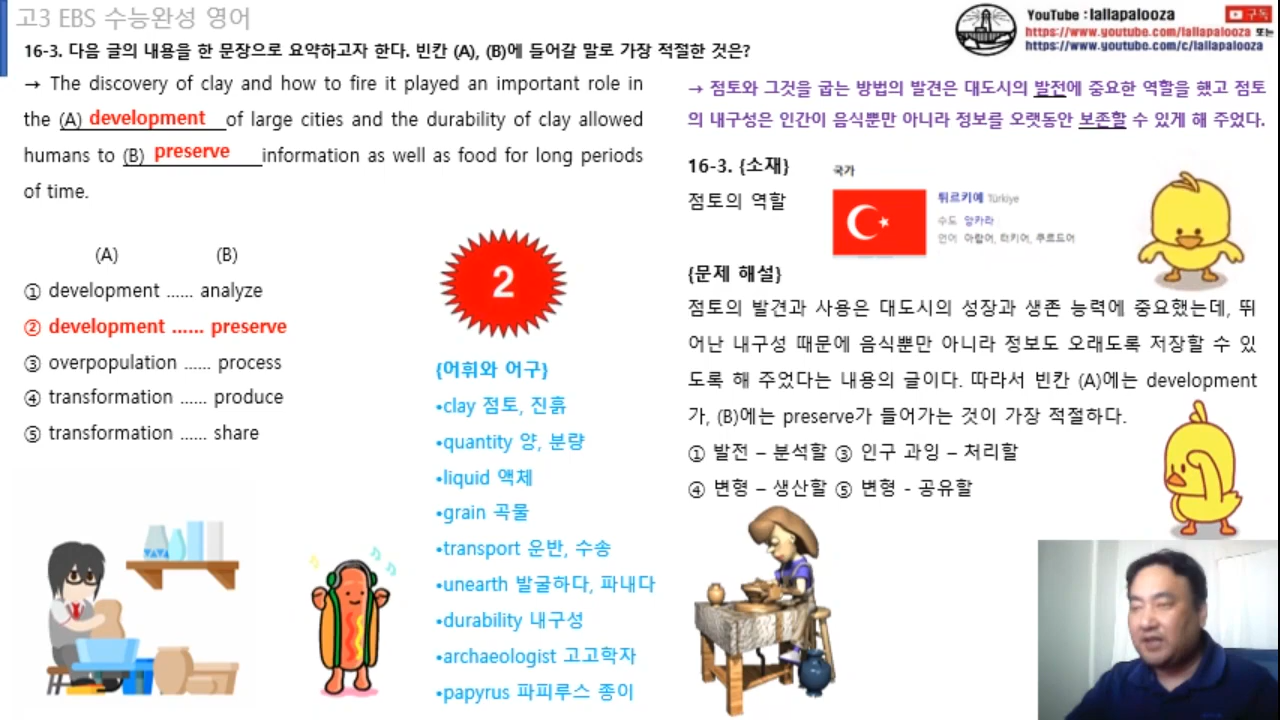 고3 EBS 수능완성 영어
YouTube : lallapalooza
구독
https://www.youtube.com/lallapalooza 또는
https://www.youtube.com/c/lallapalooza
16-3. 다음 글의 내용을 한 문장으로 요약하고자 한다. 빈칸 (A), (B)에 들어갈 말로 가장 적절한 것은?
→ The discovery of clay and how to fire it played an important role in
the (A) development of large cities and the durability of clay allowed
humans to (B) preserve information as well as food for long periods
of time.
(A) (B)
① development ...... analyze
② development ...... preserve
③ overpopulation ...... process
④ transformation ...... produce
⑤ transformation ...... share
2
{어휘와 어구}
•clay 점토, 진흙
•quantity 양, 분량
•liquid 액체
•grain 곡물
•transport 운반, 수송
•unearth 발굴하다, 파내다
•durability 내구성
•archaeologist 고고학자
•papyrus 파피루스 종이
→ 점토와 그것을 굽는 방법의 발견은 대도시의 발전에 중요한 역할을 했고 점토
의 내구성은 인간이 음식뿐만 아니라 정보를 오랫동안 보존할 수 있게 해 주었다.
16-3. {소재}
점토의 역할
국가
튀르키예 Türkiye
수도 앙카라
언어 아랍어, 터키어, 쿠르드어
{문제 해설}
점토의 발견과 사용은 대도시의 성장과 생존 능력에 중요했는데, 뛰
어난 내구성 때문에 음식뿐만 아니라 정보도 오래도록 저장할 수 있
도록 해 주었다는 내용의 글이다. 따라서 빈칸 (A)에는 development
가, (B)에는 preserve가 들어가는 것이 가장 적절하다.
① 발전 – 분석할 ③ 인구 과잉 – 처리할
④ 변형 – 생산할 ⑤ 변형 - 공유할